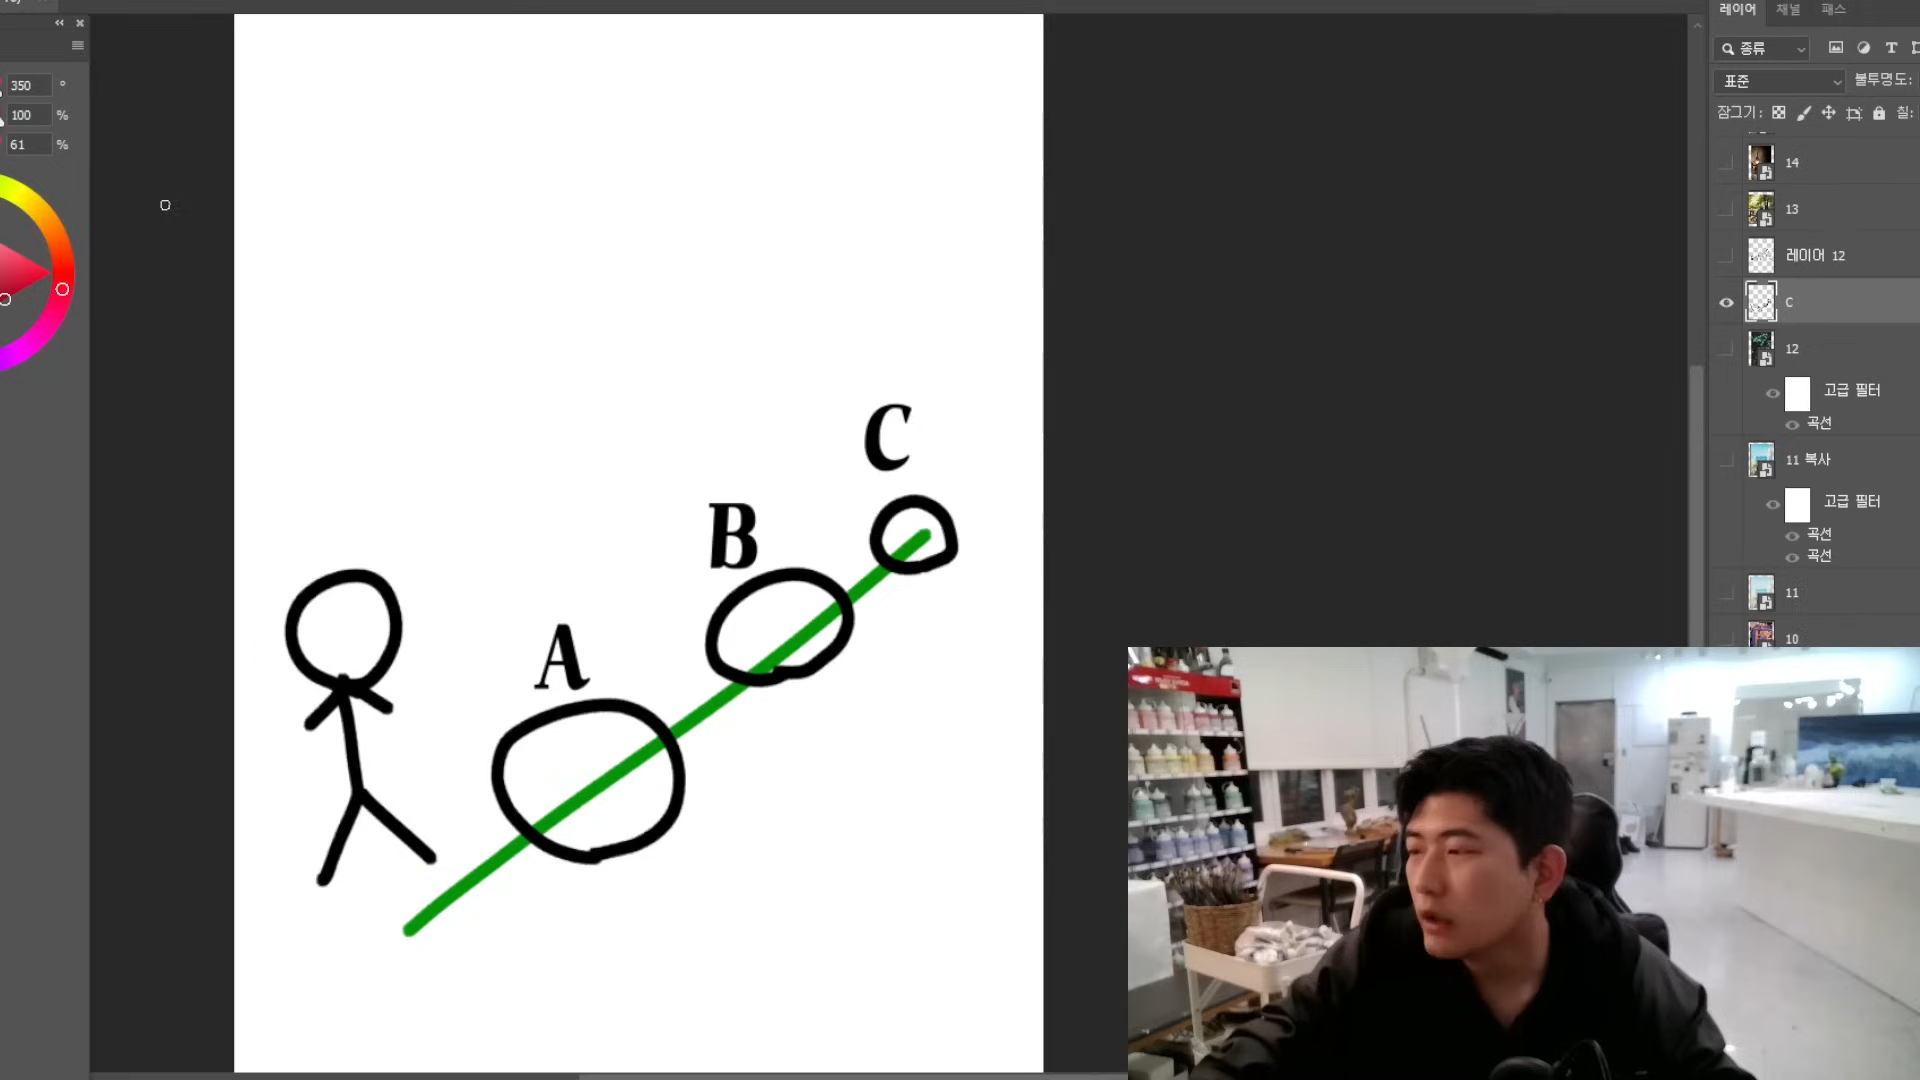 레이어 채널 패스
종류
표준 불투명도:
잠그기: 칠:
350 °
100 %
61 %
14
13
레이어 12
C
12
고급 필터
곡선
11 복사
고급 필터
곡선
곡선
11
10
C
B
A